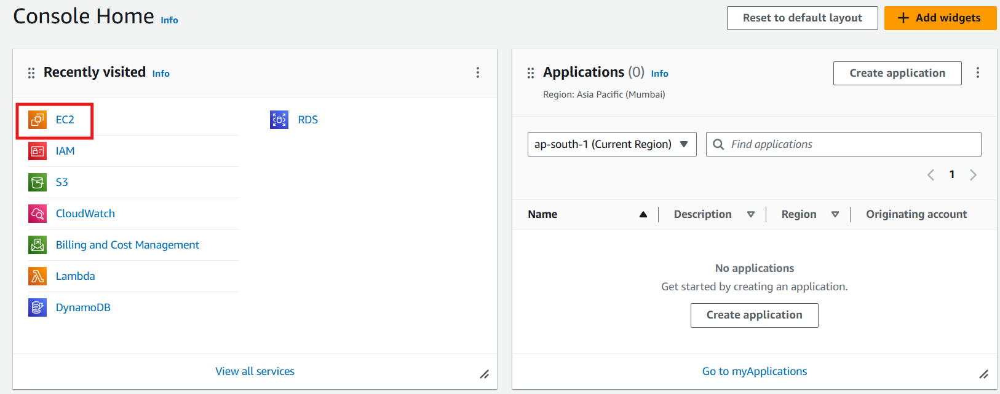 Console Home Info
Reset to default layout
+ Add widgets
Recently visited Info
EC2
RDS
IAM
S3
CloudWatch
Billing and Cost Management
Lambda
DynamoDB
View all services
Applications (0) Info
Create application
Region: Asia Pacific (Mumbai)
ap-south-1 (Current Region)
Find applications
1
Name Description Region Originating account
No applications
Get started by creating an application.
Create application
Go to myApplications